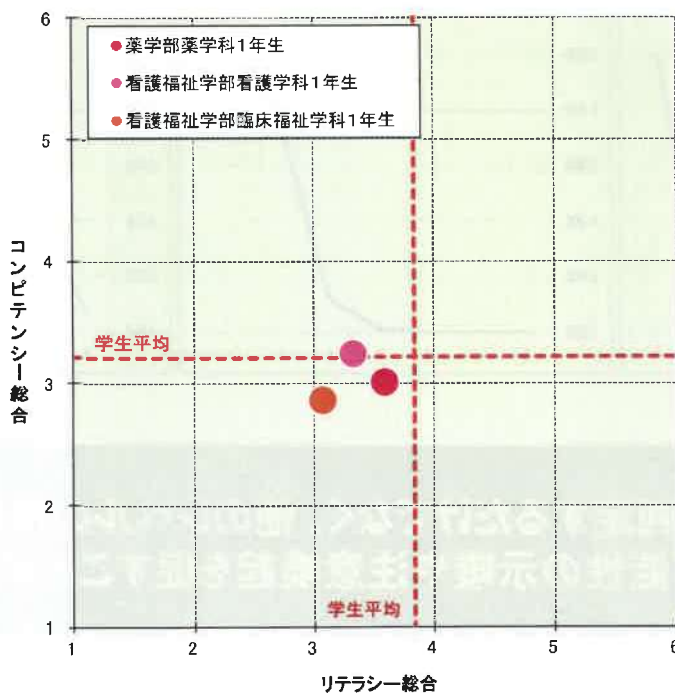 6
薬学部薬学科1年生
看護福祉学部看護学科1年生
看護福祉学部臨床福祉学科1年生
5
コンピテンシー総合
4
学生平均
3
2
学生平均
1
1 2 3 4 5 6
リテラシー総合